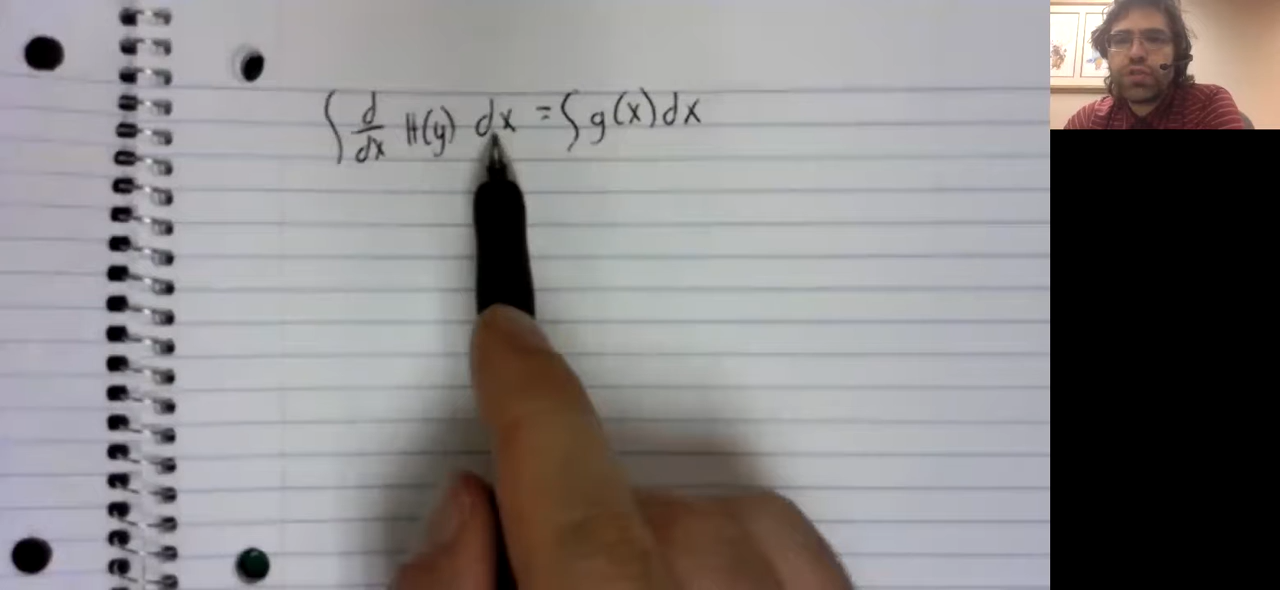 ∫ d/dx H(y) dx = ∫ g(x) dx